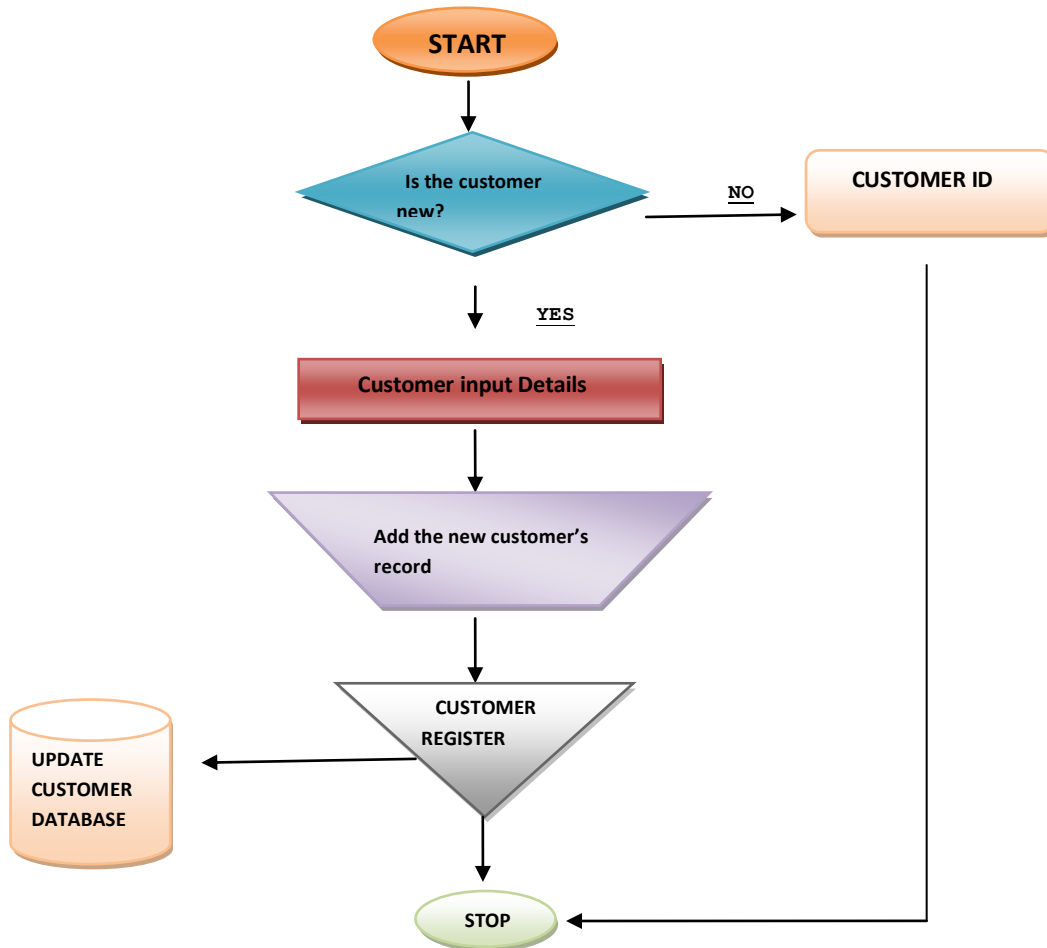 START
Is the customer
new?
NO
CUSTOMER ID
YES
Customer input Details
Add the new customer’s
record
CUSTOMER
REGISTER
UPDATE
CUSTOMER
DATABASE
STOP